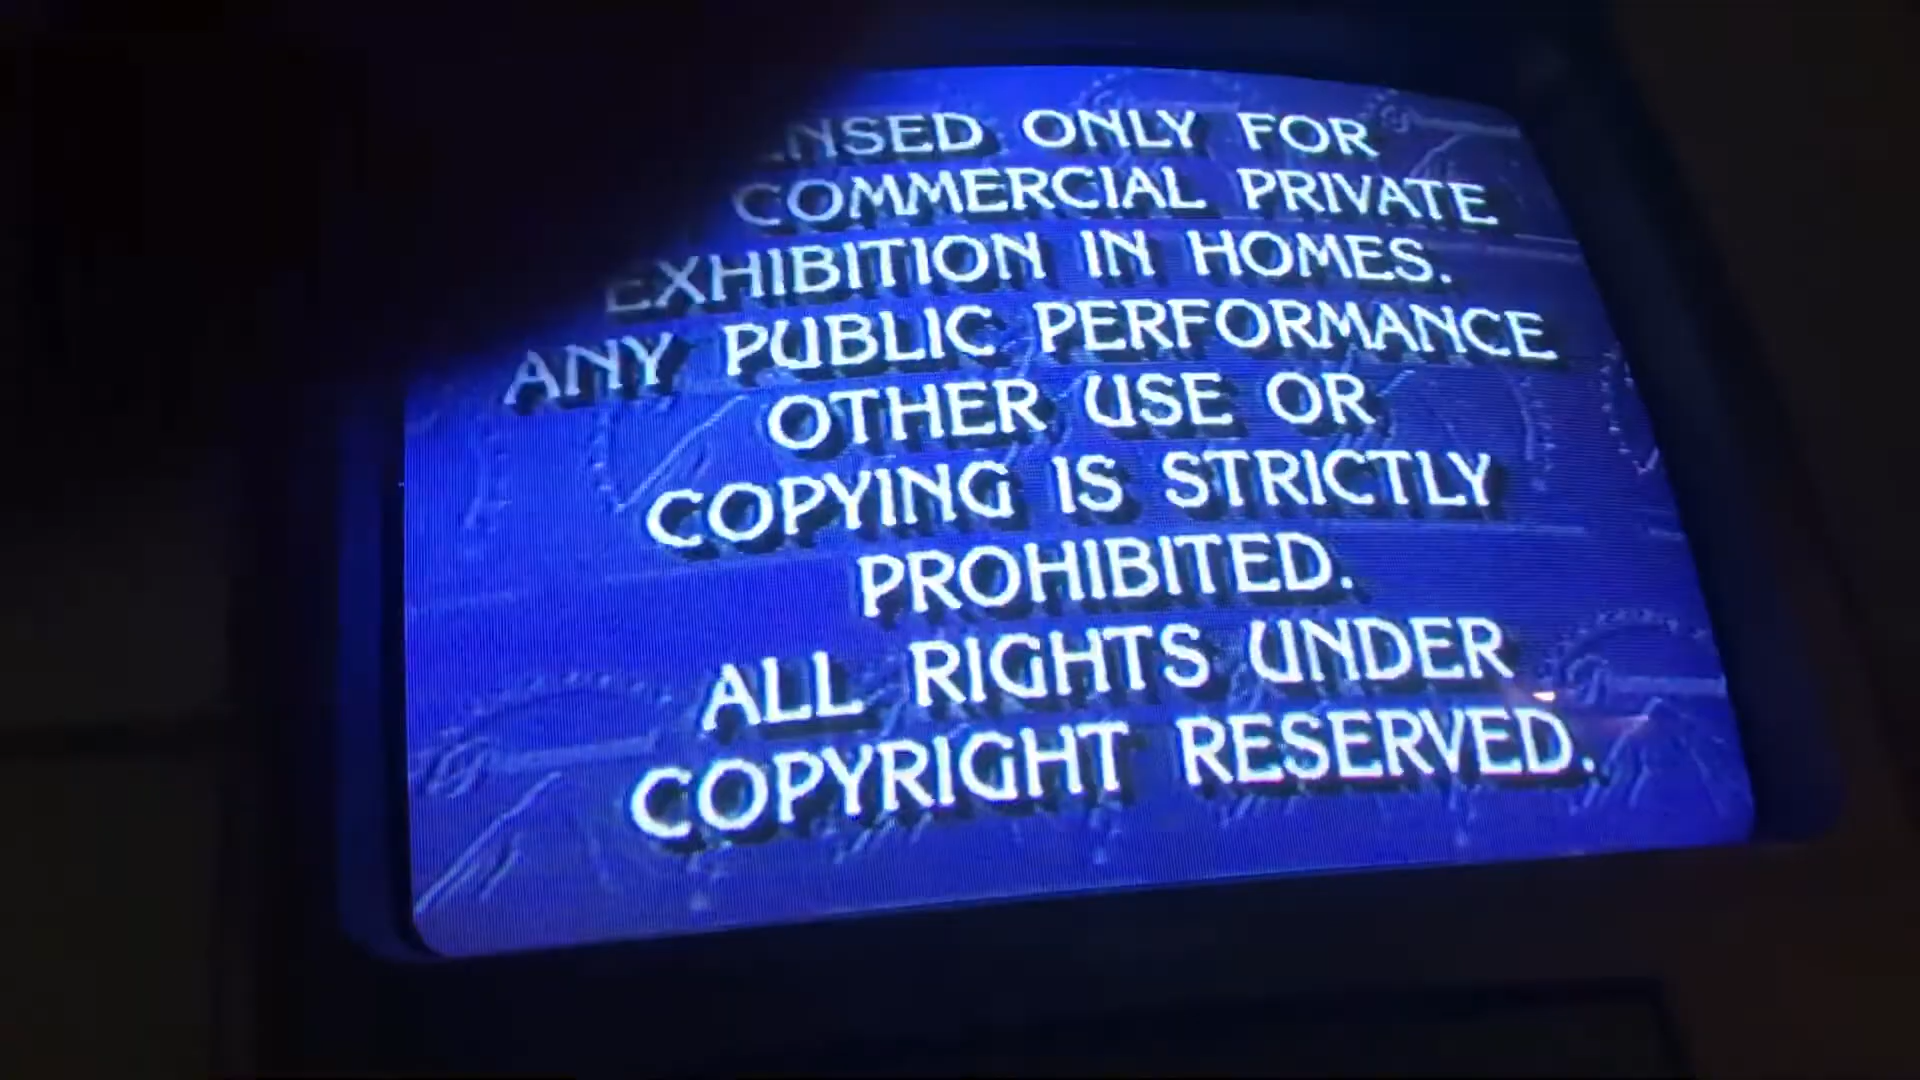 ONLY FOR
COMMERCIAL PRIVATE
EXHIBITION IN HOMES.
ANY PUBLIC PERFORMANCE
OTHER USE OR
COPYING IS STRICTLY
PROHIBITED.
ALL RIGHTS UNDER
COPYRIGHT RESERVED.